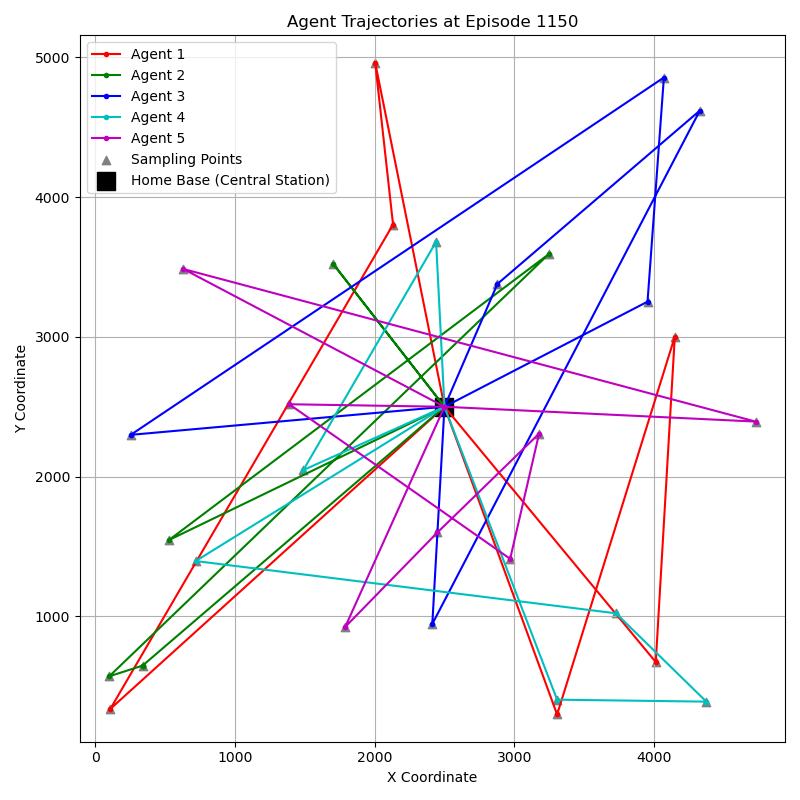 Agent Trajectories at Episode 1150
Agent 1
Agent 2
Agent 3
Agent 4
Agent 5
Sampling Points
Home Base (Central Station)
Y Coordinate
5000
4000
3000
2000
1000
0 1000 2000 3000 4000
X Coordinate